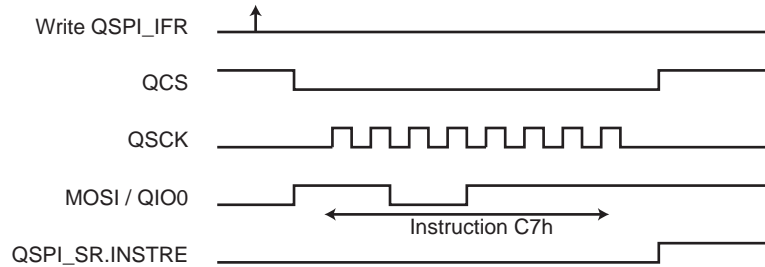 Write QSPI_IFR
QCS
QSCK
MOSI / QIO0
Instruction C7h
QSPI_SR.INSTRE